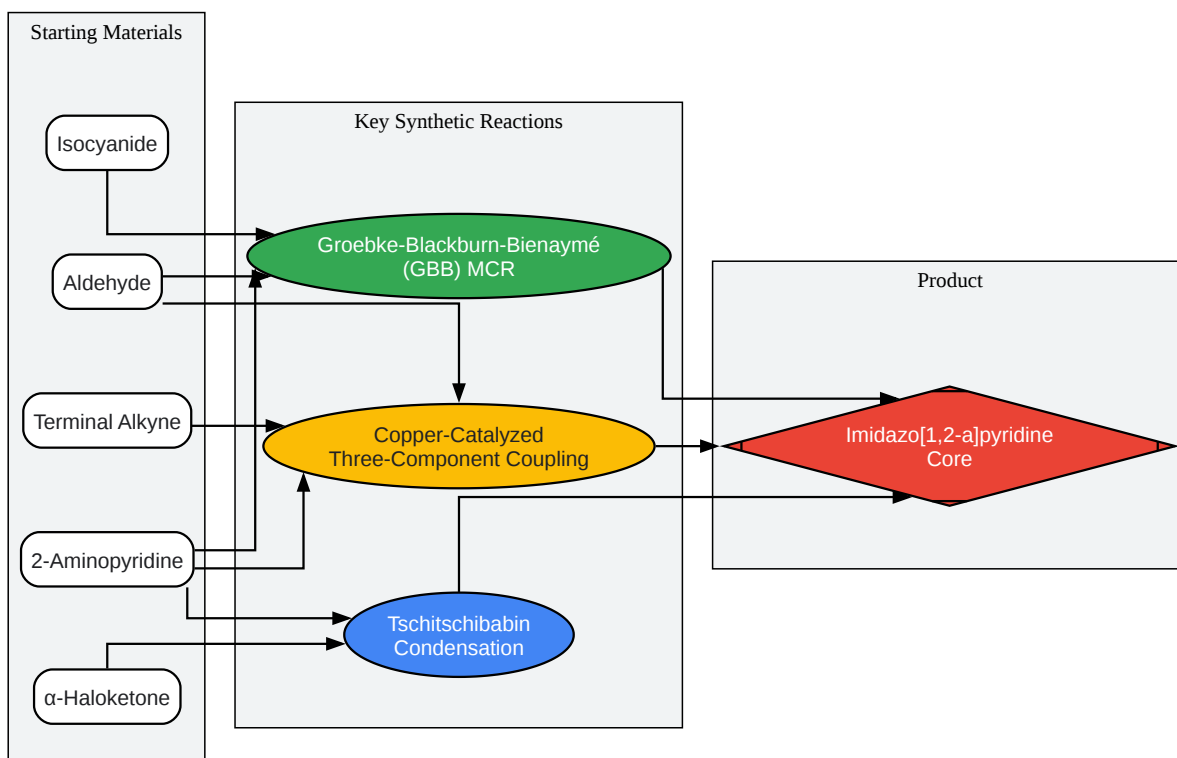 Starting Materials
Isocyanide
Aldehyde
Terminal Alkyne
2-Aminopyridine
α-Haloketone
Key Synthetic Reactions
Groebke-Blackburn-Bienaymé
(GBB) MCR
Copper-Catalyzed
Three-Component Coupling
Tschitschibabin
Condensation
Product
Imidazo[1,2-a]pyridine
Core